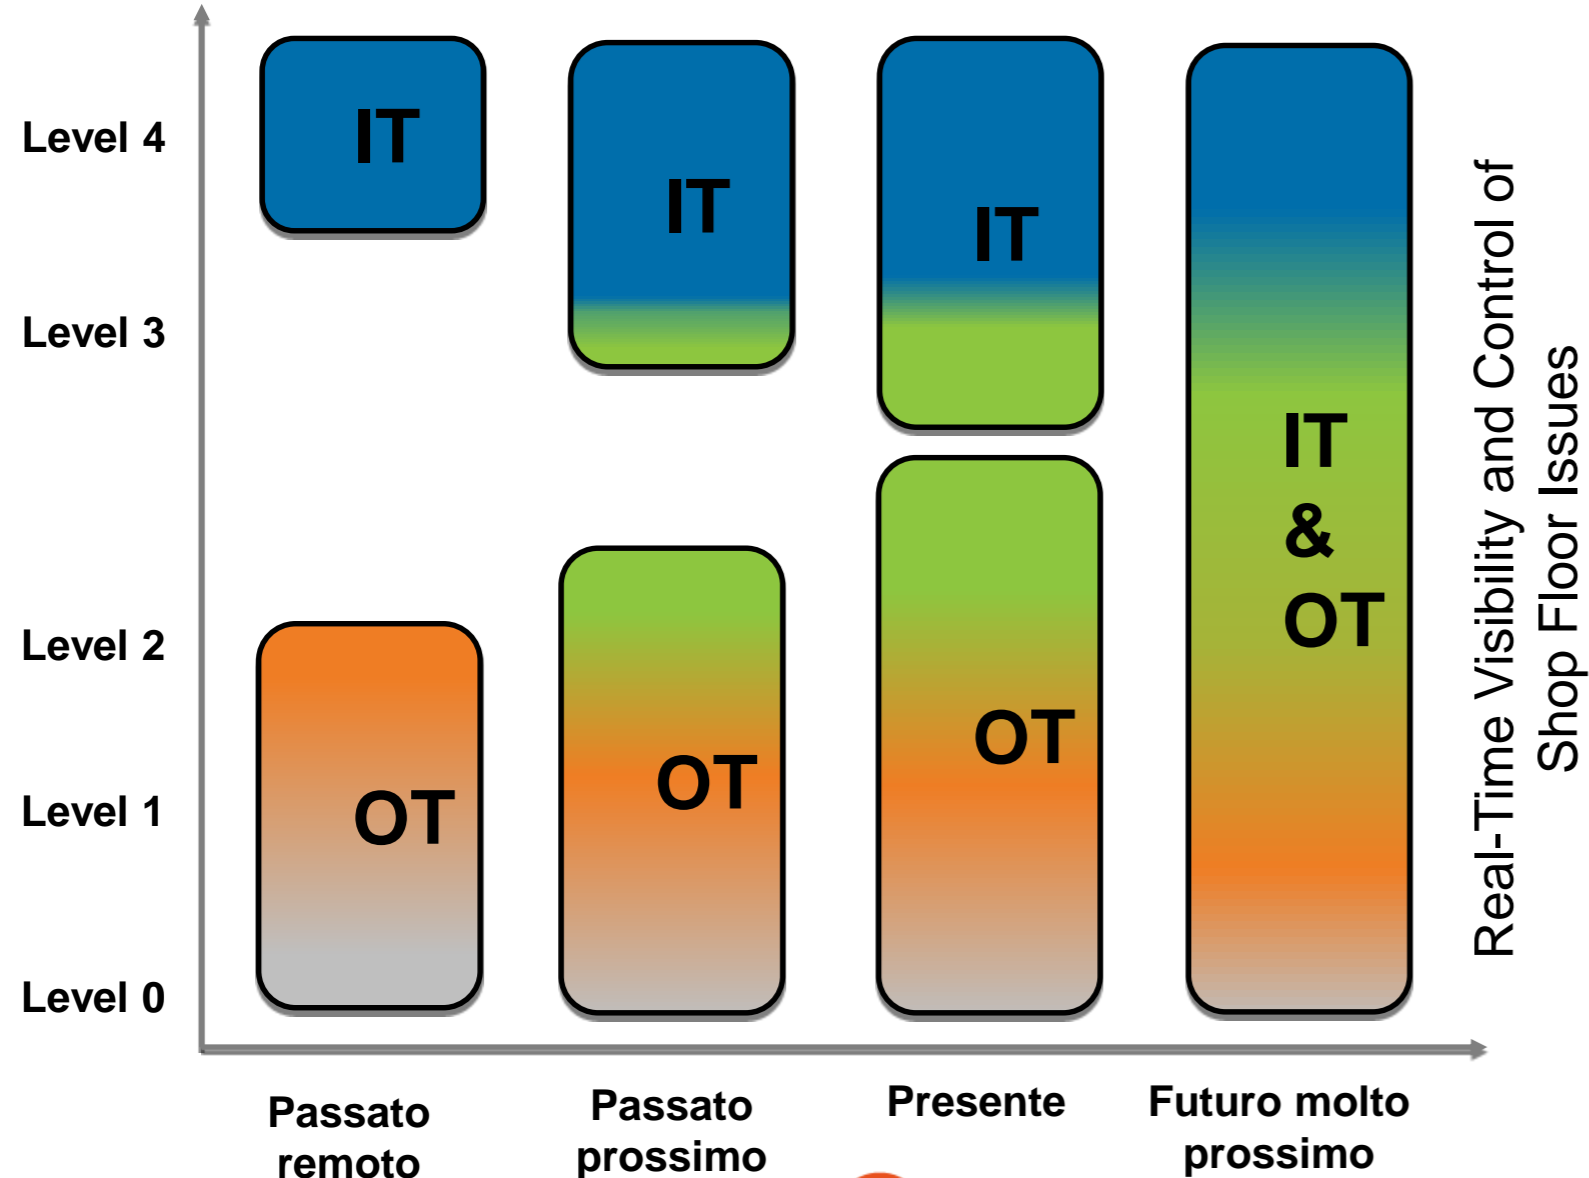 Level 4
Level 3
Level 2
Level 1
Level 0
IT
OT
IT
OT
IT
OT
IT
&
OT
Real-Time Visibility and Control of
Shop Floor Issues
Passato
remoto
Passato
prossimo
Presente
Futuro molto
prossimo